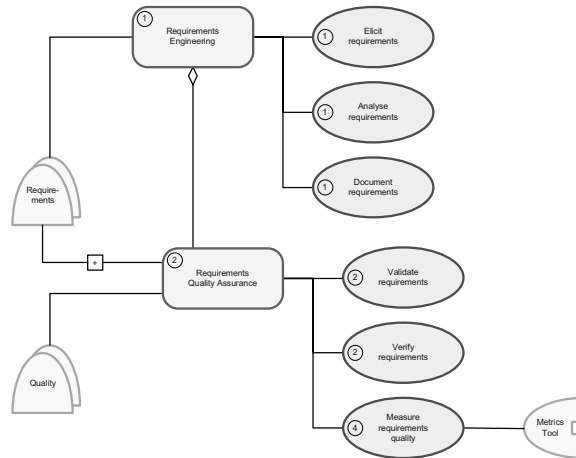 1
Requirements
Engineering
1
Elicit
requirements
1
Analyse
requirements
1
Document
requirements
Require-
ments
+
2
Requirements
Quality Assurance
2
Validate
requirements
2
Verify
requirements
Quality
4
Measure
requirements
quality
Metrics
Tool